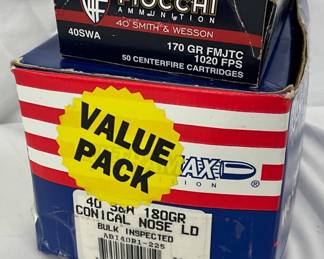 FIOCCHI
AMMUNITION
40 SMITH & WESSON
40SWA
170 GR FMJTC
1020 FPS
50 CENTERFIRE CARTRIDGES
VALUE
PACK
40 S&W 180GR
CONICAL NOSE LD
BULK INSPECTED